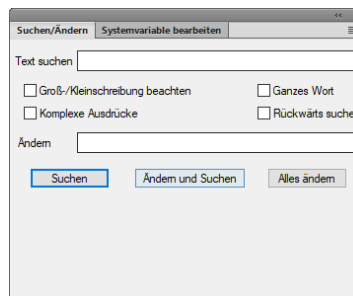 Suchen/Ändern Systemvariable bearbeiten
Text suchen
Groß-/Kleinschreibung beachten Ganzes Wort
Komplexe Ausdrücke Rückwärts suche
Ändern
Suchen Ändern und Suchen Alles ändern